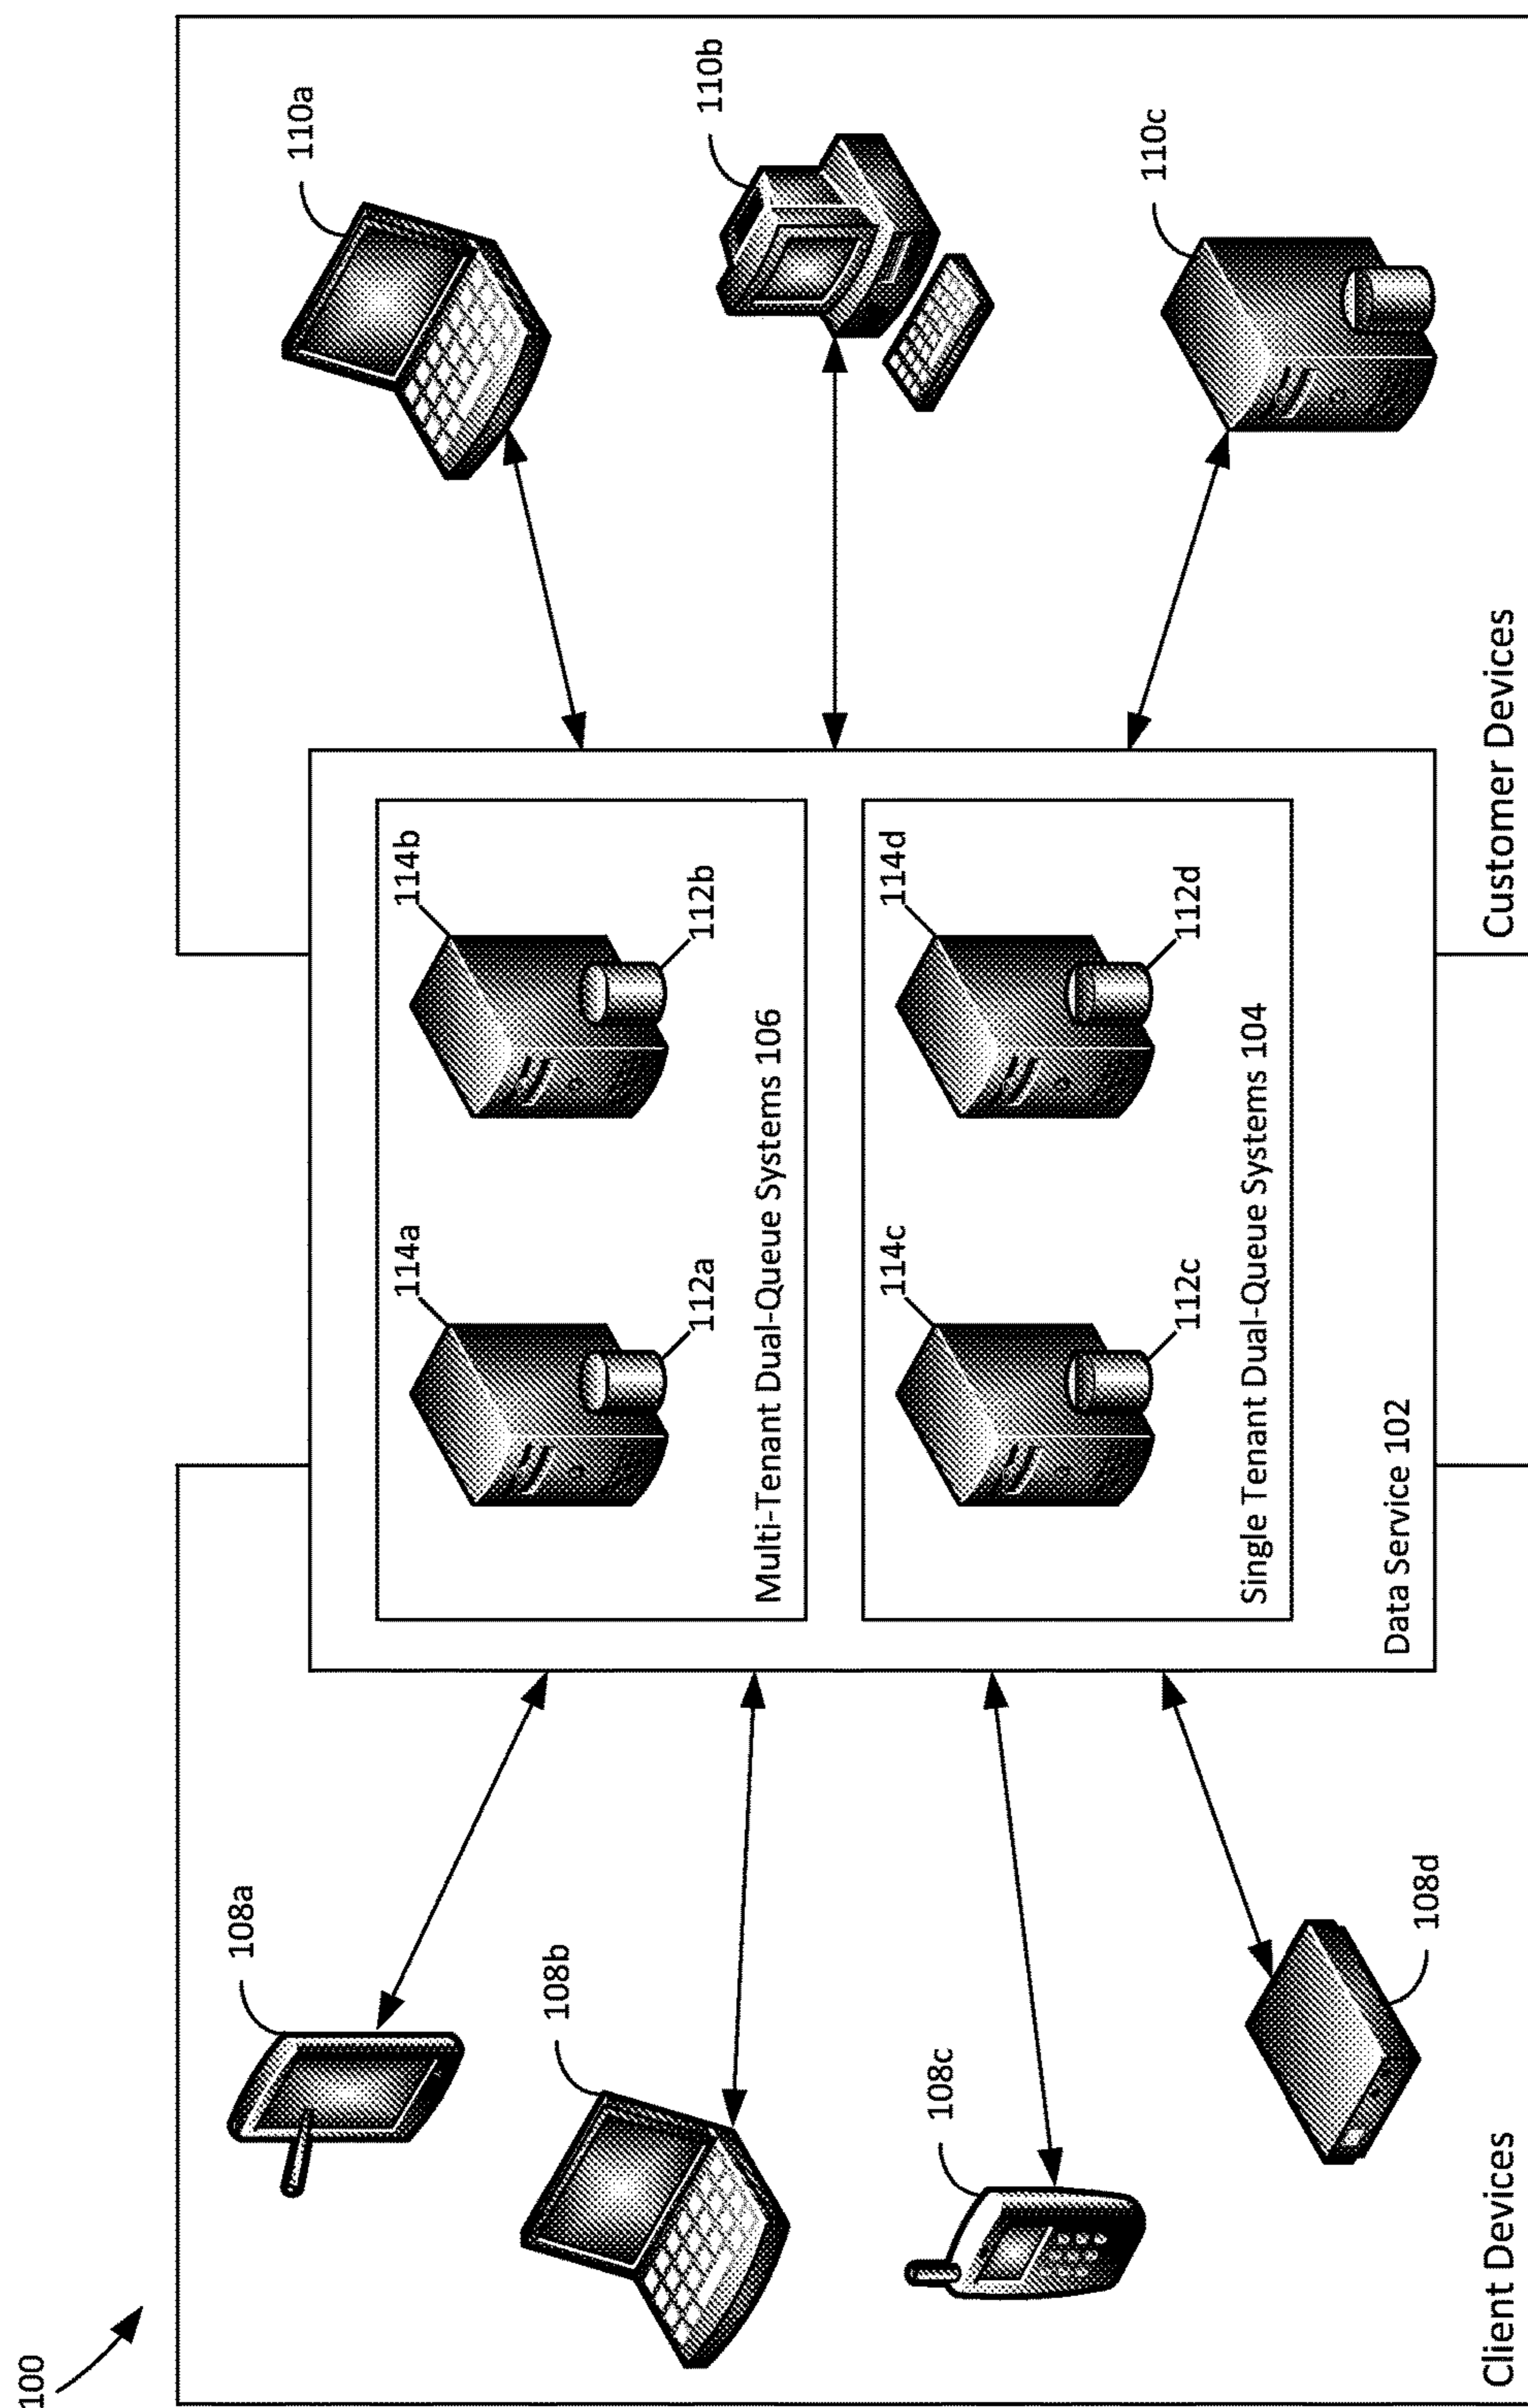 100
108a
108b
108c
108d
Client Devices
114a
112a
114b
112b
Multi-Tenant Dual-Queue Systems 106
114c
112c
114d
112d
Single Tenant Dual-Queue Systems 104
Data Service 102
110a
110b
110c
Customer Devices